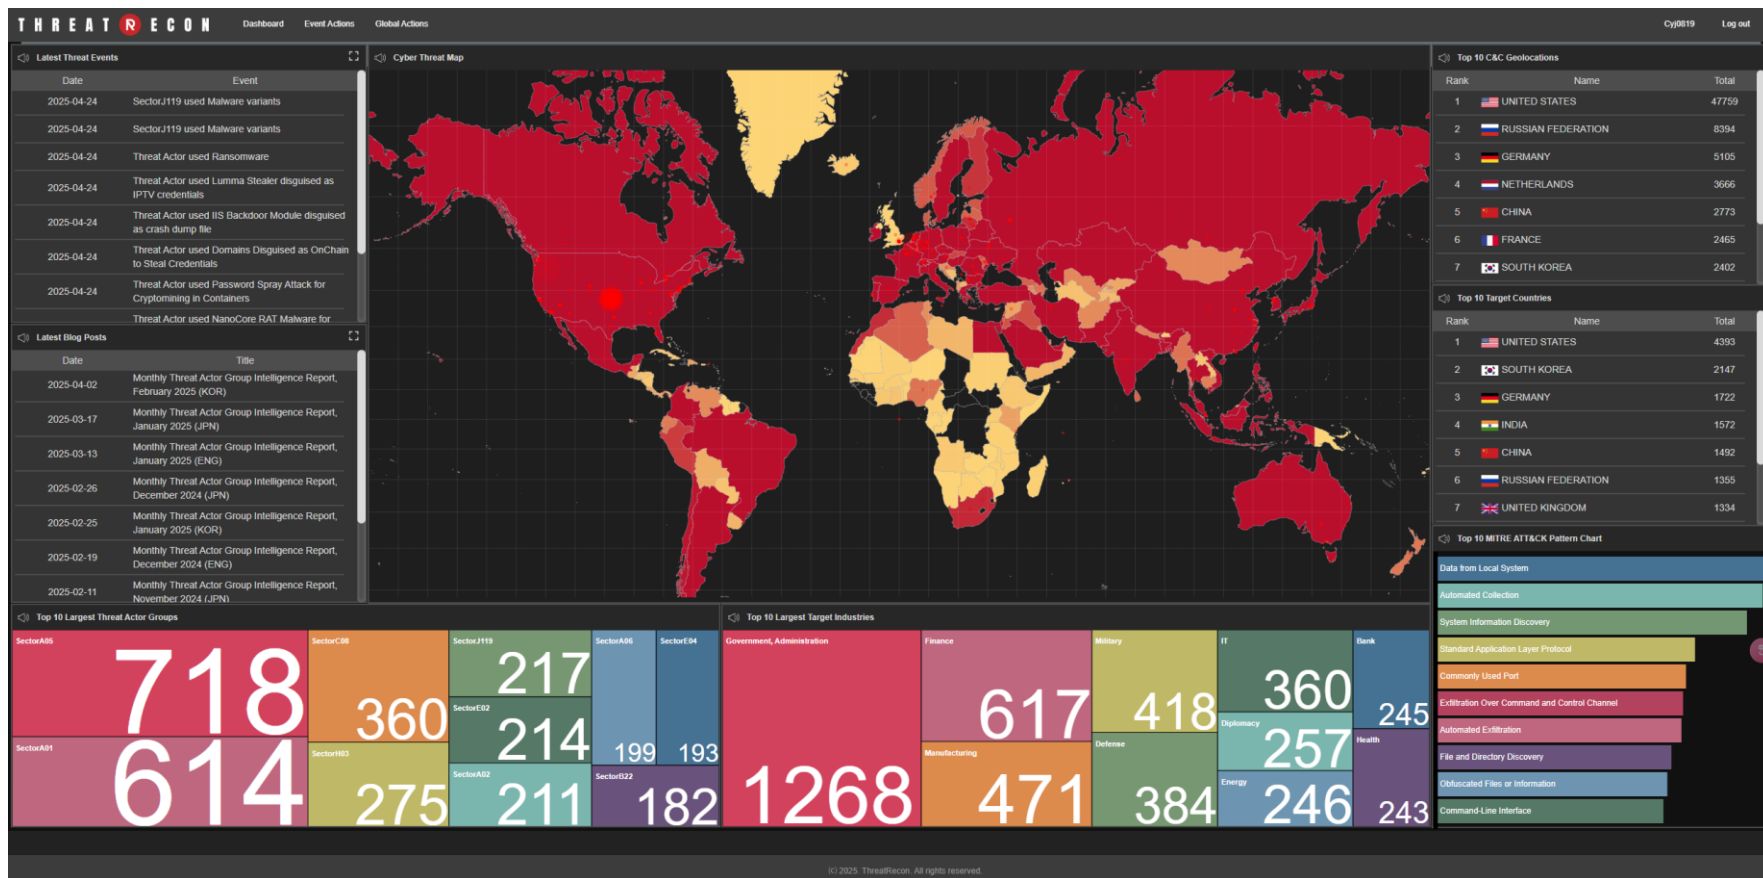 THREAT RECON
Dashboard Event Actions Global Actions
Cyj0819 Log out
Latest Threat Events
Date Event
2025-04-24 SectorJ119 used Malware variants
2025-04-24 SectorJ119 used Malware variants
2025-04-24 Threat Actor used Ransomware
2025-04-24 Threat Actor used Lumma Stealer disguised as
IPTV credentials
2025-04-24 Threat Actor used IIS Backdoor Module disguised
as crash dump file
2025-04-24 Threat Actor used Domains Disguised as OnChain
to Steal Credentials
2025-04-24 Threat Actor used Password Spray Attack for
Cryptomining in Containers
Threat Actor used NanoCore RAT Malware for
Latest Blog Posts
Date Title
2025-04-02 Monthly Threat Actor Group Intelligence Report,
February 2025 (KOR)
2025-03-17 Monthly Threat Actor Group Intelligence Report,
January 2025 (JPN)
2025-03-13 Monthly Threat Actor Group Intelligence Report,
January 2025 (ENG)
2025-02-26 Monthly Threat Actor Group Intelligence Report,
December 2024 (JPN)
2025-02-25 Monthly Threat Actor Group Intelligence Report,
January 2025 (KOR)
2025-02-19 Monthly Threat Actor Group Intelligence Report,
December 2024 (ENG)
2025-02-11 Monthly Threat Actor Group Intelligence Report,
November 2024 (JPN)
Cyber Threat Map
Top 10 C&C Geolocations
Rank Name Total
1 UNITED STATES 47759
2 RUSSIAN FEDERATION 8394
3 GERMANY 5105
4 NETHERLANDS 3666
5 CHINA 2773
6 FRANCE 2465
7 SOUTH KOREA 2402
Top 10 Target Countries
Rank Name Total
1 UNITED STATES 4393
2 SOUTH KOREA 2147
3 GERMANY 1722
4 INDIA 1572
5 CHINA 1492
6 RUSSIAN FEDERATION 1355
7 UNITED KINGDOM 1334
Top 10 MITRE ATT&CK Pattern Chart
Data from Local System
Automated Collection
System Information Discovery
Standard Application Layer Protocol
Commonly Used Port
Exfiltration Over Command and Control Channel
Automated Exfiltration
File and Directory Discovery
Obfuscated Files or Information
Command-Line Interface
Top 10 Largest Threat Actor Groups
SectorA05
718
SectorA01
614
SectorC08
360
SectorH03
275
SectorJ119
217
SectorE02
214
SectorA02
211
SectorA06
199
SectorE04
193
SectorB22
182
Top 10 Largest Target Industries
Government, Administration
1268
Finance
617
Manufacturing
471
Military
418
Defense
384
IT
360
Diplomacy
257
Energy
246
Bank
245
Health
243
(C) 2025. ThreatRecon. All rights reserved.